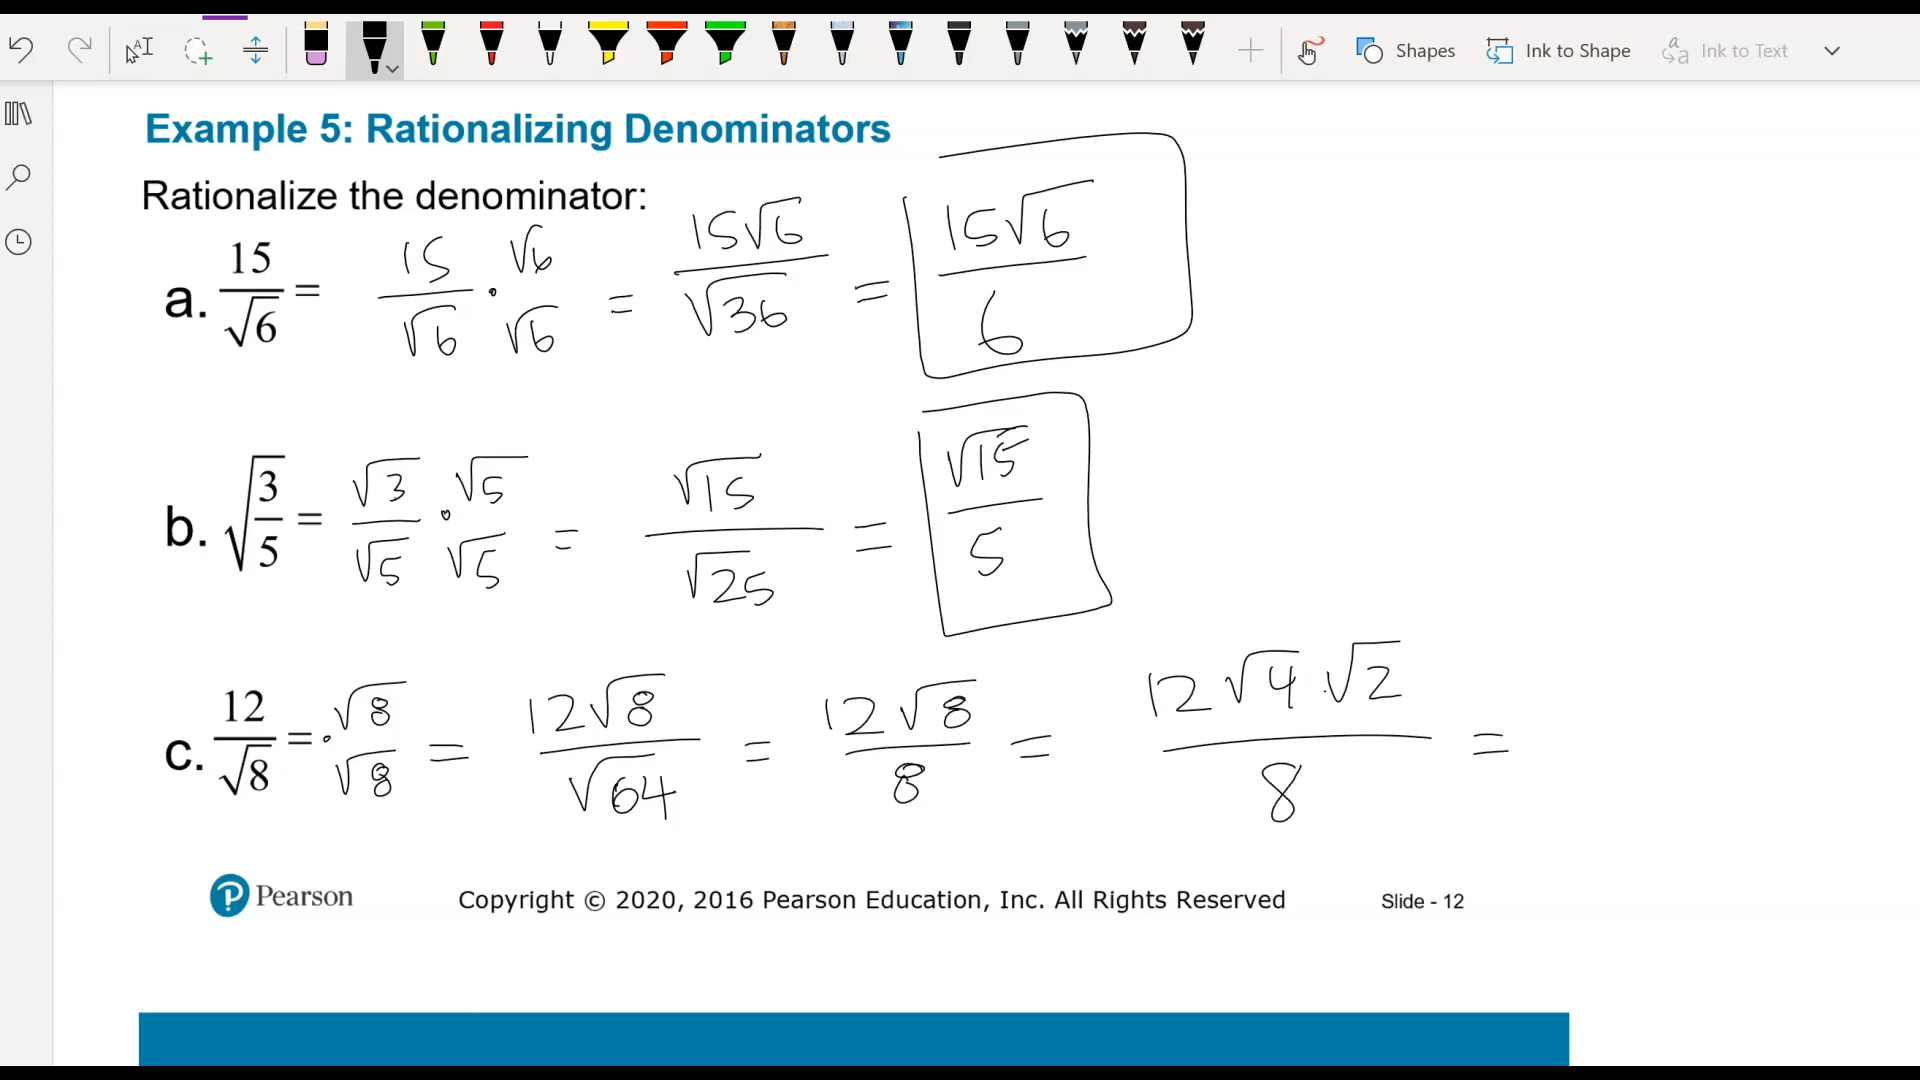 Shapes Ink to Shape Ink to Text
Example 5: Rationalizing Denominators
Rationalize the denominator:
a. 15/√6 = 15/√6 · √6/√6 = 15√6/√36 = 15√6/6
b. √(3/5) = √3/√5 · √5/√5 = √15/√25 = √15/5
c. 12/√8 = · √8/√8 = 12√8/√64 = 12√8/8 = 12√4·√2/8 =
Pearson Copyright © 2020, 2016 Pearson Education, Inc. All Rights Reserved Slide - 12